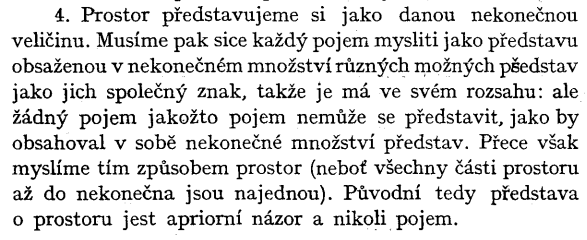 4. Prostor představujeme si jako danou nekonečnou
veličinu. Musíme pak sice každý pojem mysliti jako představu
obsaženou v nekonečném množství různých možných představ
jako jich společný znak, takže je má ve svém rozsahu: ale
žádný pojem jakožto pojem nemůže se představit, jako by
obsahoval v sobě nekonečné množství představ. Přece však
myslíme tím způsobem prostor (neboť všechny části prostoru
až do nekonečna jsou najednou). Původní tedy představa
o prostoru jest apriorní názor a nikoli pojem.